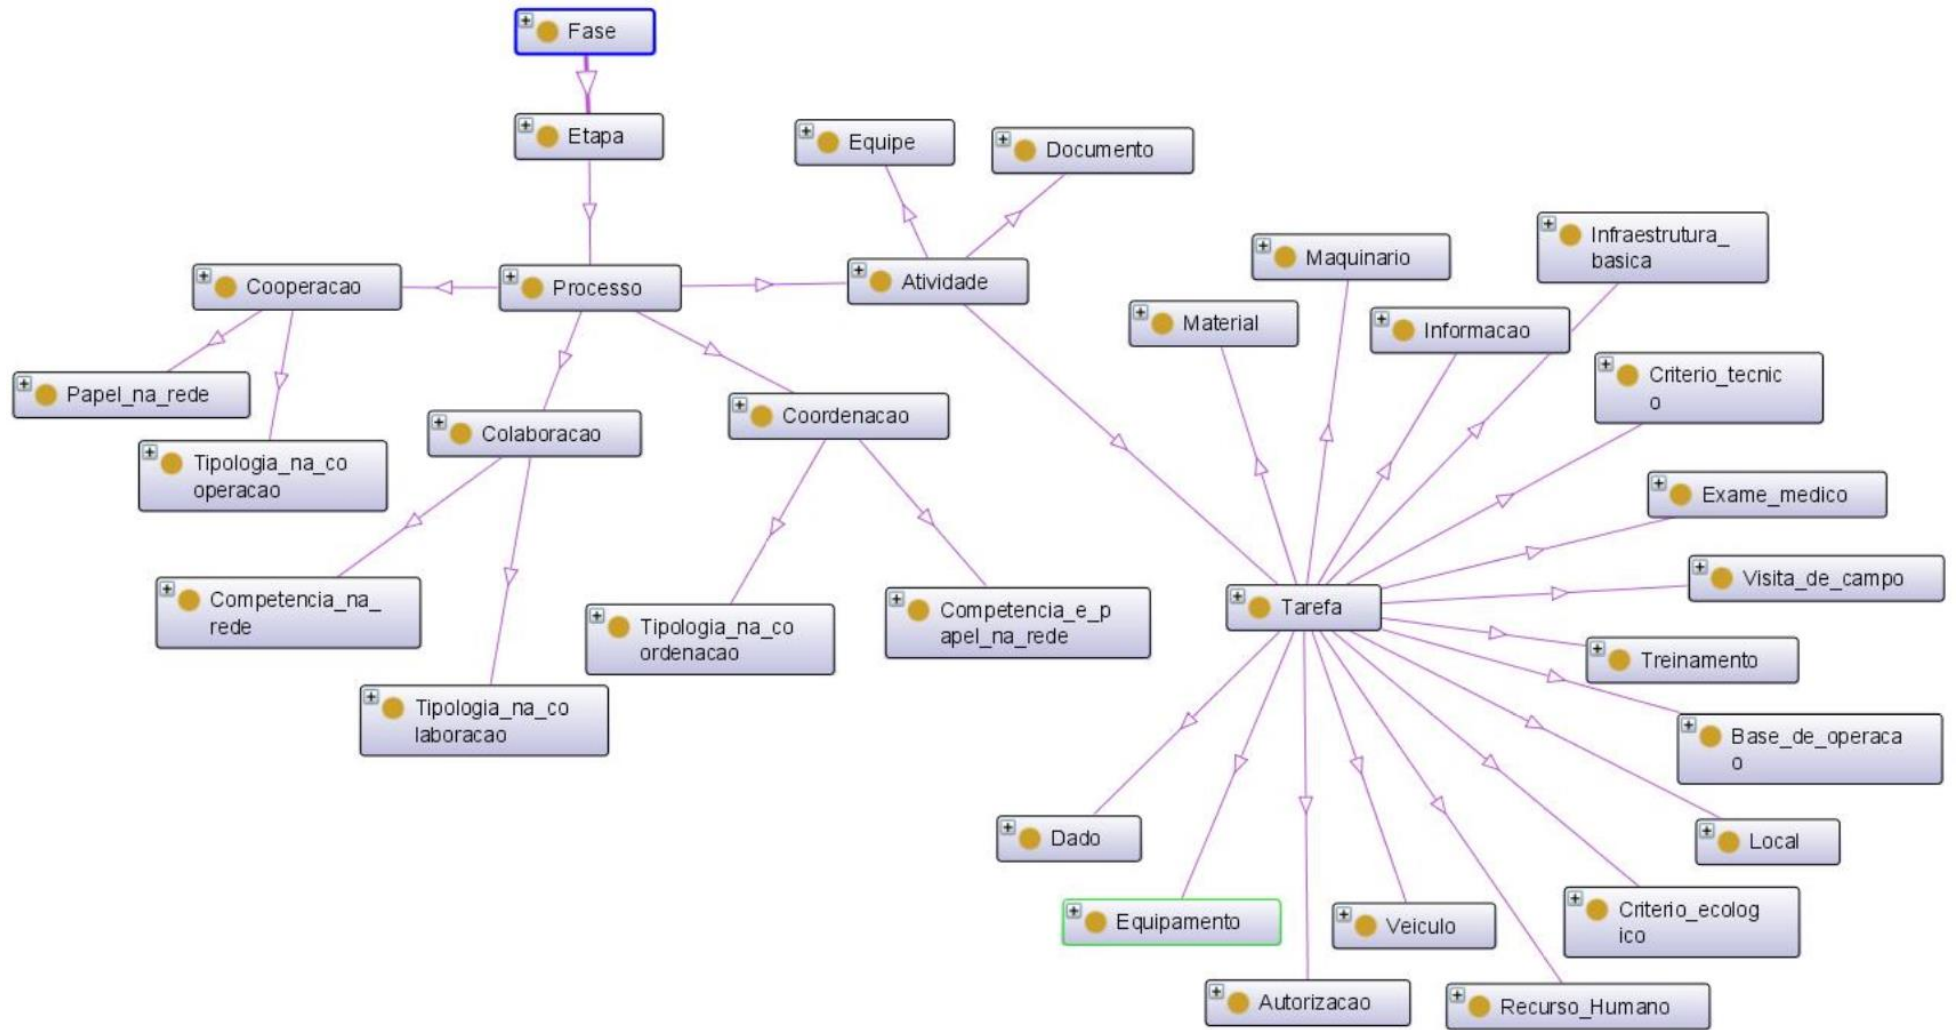 Fase
Etapa
Equipe
Documento
Infraestrutura_
basica
Maquinario
Cooperacao
Processo
Atividade
Material
Informacao
Criterio_tecnic
o
Papel_na_rede
Coordenacao
Colaboracao
Tipologia_na_co
operacao
Exame_medico
Visita_de_campo
Competencia_na_
rede
Tipologia_na_co
ordenacao
Competencia_e_p
apel_na_rede
Tarefa
Treinamento
Tipologia_na_co
laboracao
Base_de_operaca
o
Dado
Local
Equipamento
Veiculo
Criterio_ecolog
ico
Autorizacao
Recurso_Humano